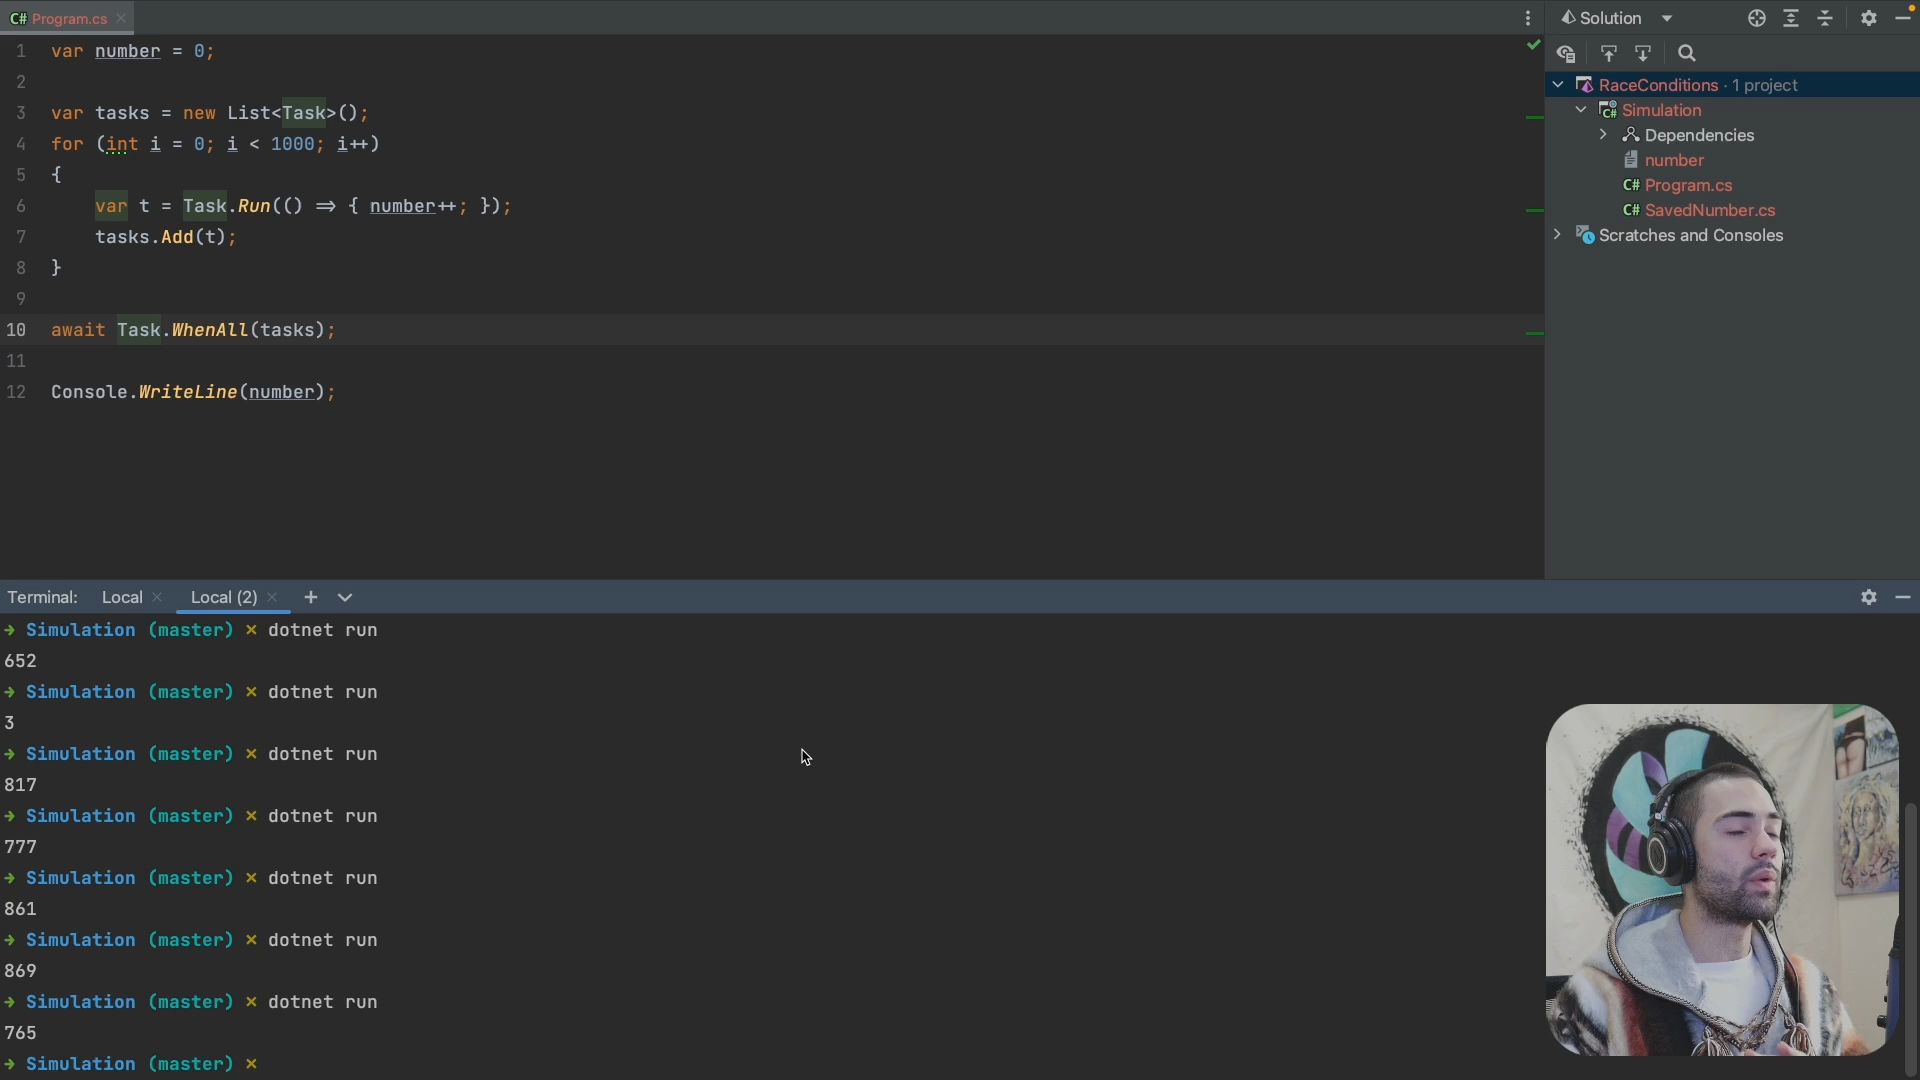 C# Program.cs ×
1 var number = 0;
2
3 var tasks = new List<Task>();
4 for (int i = 0; i < 1000; i++)
5 {
6 var t = Task.Run(() => { number++; });
7 tasks.Add(t);
8 }
9
10 await Task.WhenAll(tasks);
11
12 Console.WriteLine(number);
Solution
RaceConditions · 1 project
C# Simulation
Dependencies
number
C# Program.cs
C# SavedNumber.cs
Scratches and Consoles
Terminal: Local × Local (2) × +
→ Simulation (master) × dotnet run
652
→ Simulation (master) × dotnet run
3
→ Simulation (master) × dotnet run
817
→ Simulation (master) × dotnet run
777
→ Simulation (master) × dotnet run
861
→ Simulation (master) × dotnet run
869
→ Simulation (master) × dotnet run
765
→ Simulation (master) ×